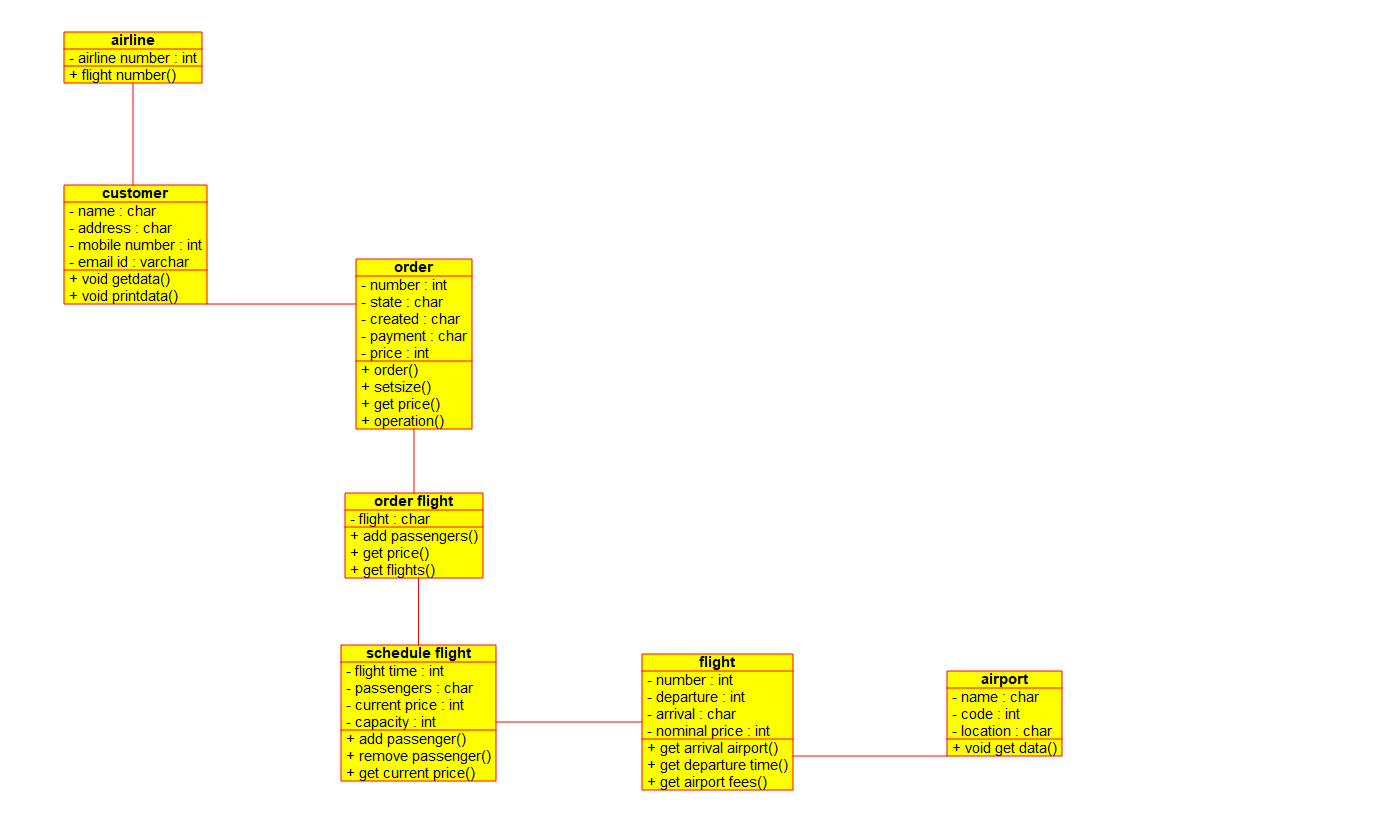 airline
- airline number : int
+ flight number()
customer
- name : char
- address : char
- mobile number : int
- email id : varchar
+ void getdata()
+ void printdata()
order
- number : int
- state : char
- created : char
- payment : char
- price : int
+ order()
+ setsize()
+ get price()
+ operation()
order flight
- flight : char
+ add passengers()
+ get price()
+ get flights()
schedule flight
- flight time : int
- passengers : char
- current price : int
- capacity : int
+ add passenger()
+ remove passenger()
+ get current price()
flight
- number : int
- departure : int
- arrival : char
- nominal price : int
+ get arrival airport()
+ get departure time()
+ get airport fees()
airport
- name : char
- code : int
- location : char
+ void get data()